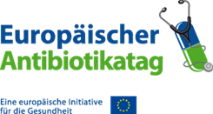 Europäischer
Antibiotikatag
Eine europäische Initiative
für die Gesundheit